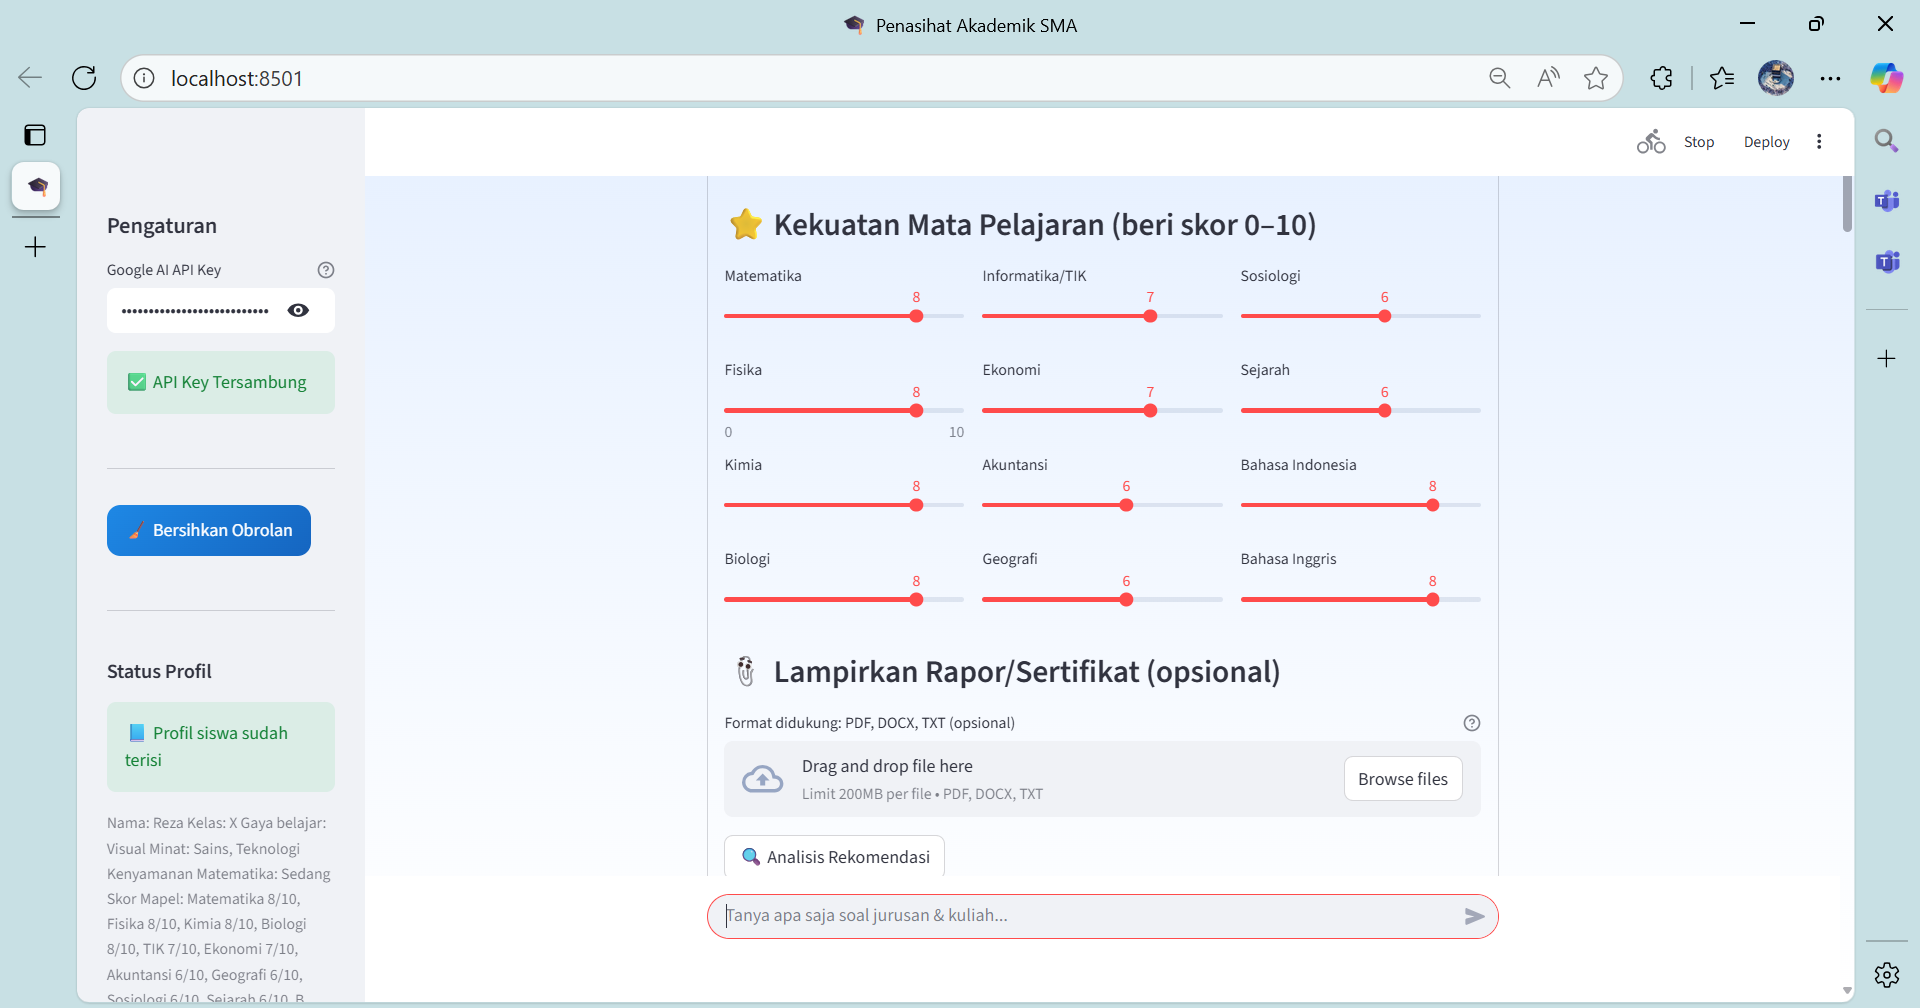 Penasihat Akademik SMA
localhost:8501
Stop
Deploy
Pengaturan
Google AI API Key
API Key Tersambung
Bersihkan Obrolan
Status Profil
Profil siswa sudah
terisi
Nama: Reza Kelas: X Gaya belajar:
Visual Minat: Sains, Teknologi
Kenyamanan Matematika: Sedang
Skor Mapel: Matematika 8/10,
Fisika 8/10, Kimia 8/10, Biologi
8/10, TIK 7/10, Ekonomi 7/10,
Akuntansi 6/10, Geografi 6/10,
Sosiologi 6/10, Sejarah 6/10, B
Kekuatan Mata Pelajaran (beri skor 0–10)
Matematika
8
Informatika/TIK
7
Sosiologi
6
Fisika
8
0 10
Ekonomi
7
Sejarah
6
Kimia
8
Akuntansi
6
Bahasa Indonesia
8
Biologi
8
Geografi
6
Bahasa Inggris
8
Lampirkan Rapor/Sertifikat (opsional)
Format didukung: PDF, DOCX, TXT (opsional)
Drag and drop file here
Limit 200MB per file • PDF, DOCX, TXT
Browse files
Analisis Rekomendasi
Tanya apa saja soal jurusan & kuliah...